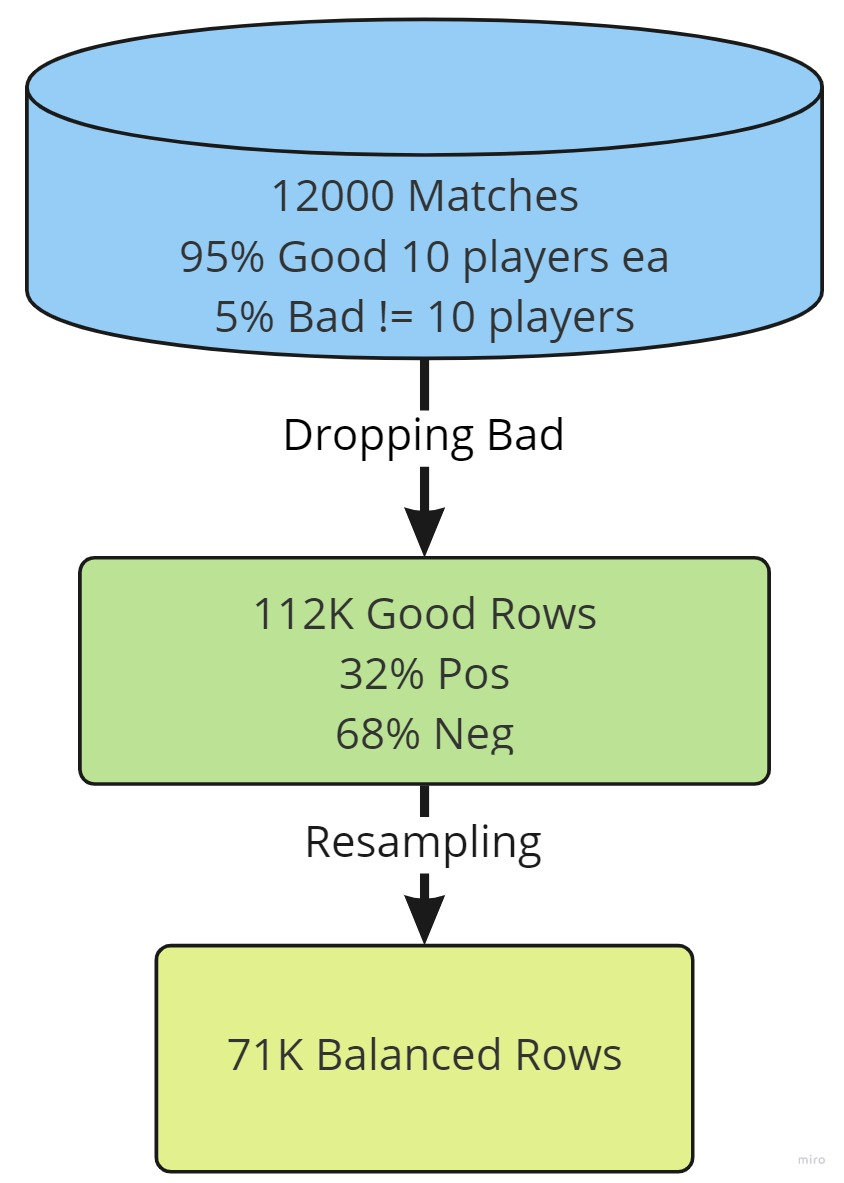 12000 Matches
95% Good 10 players ea
5% Bad != 10 players
Dropping Bad
112K Good Rows
32% Pos
68% Neg
Resampling
71K Balanced Rows
miro